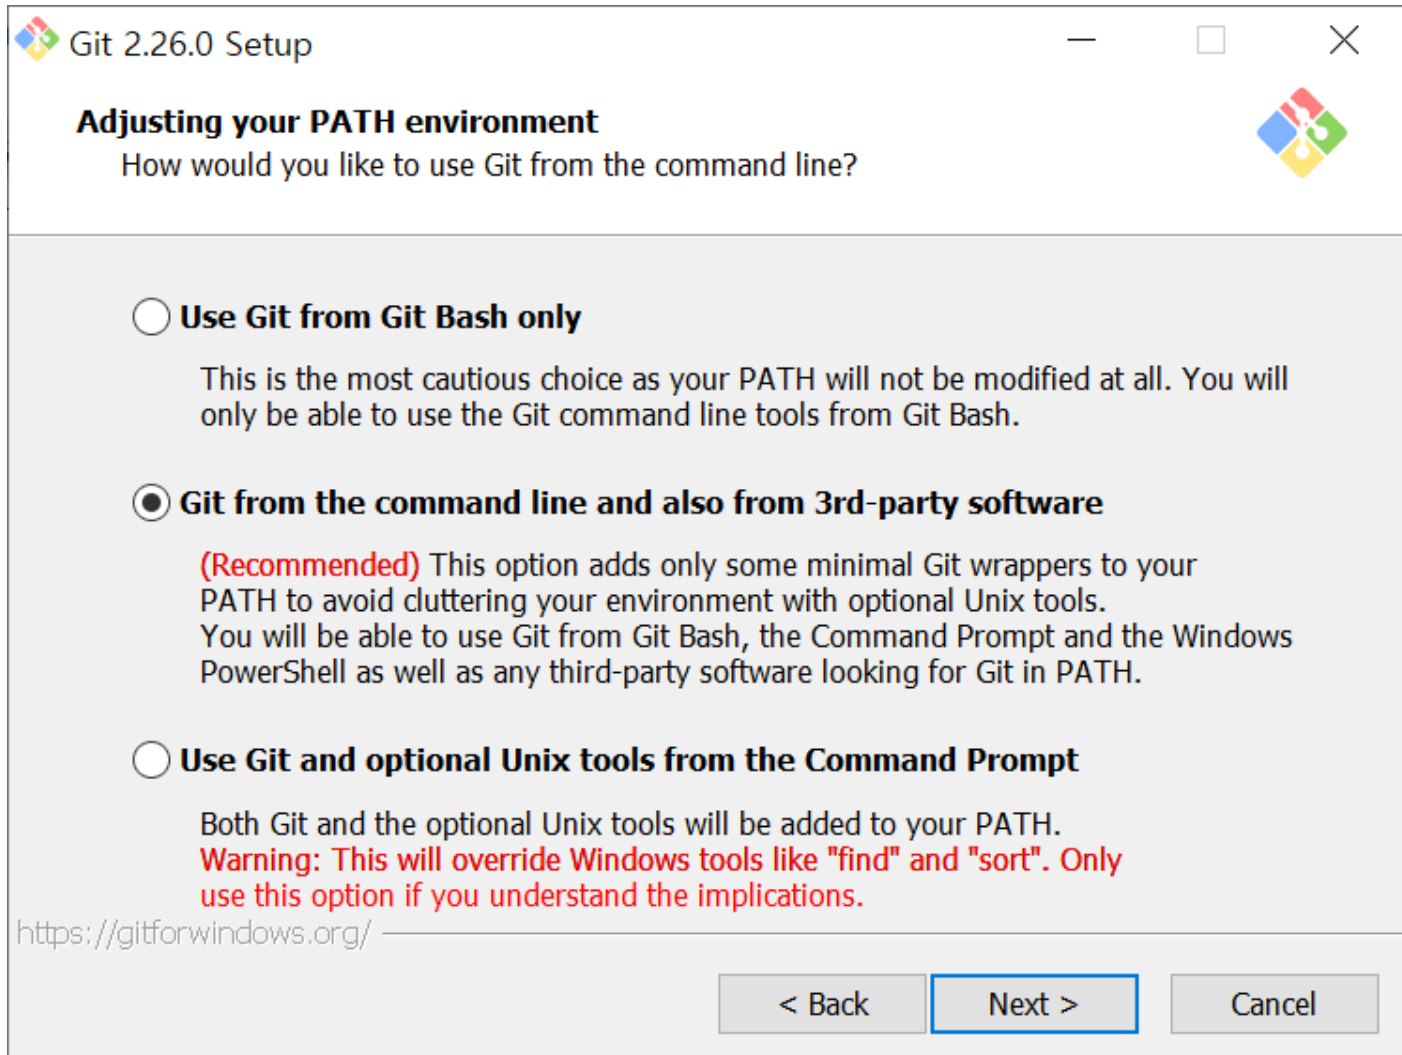 Git 2.26.0 Setup
Adjusting your PATH environment
How would you like to use Git from the command line?
Use Git from Git Bash only
This is the most cautious choice as your PATH will not be modified at all. You will
only be able to use the Git command line tools from Git Bash.
Git from the command line and also from 3rd-party software
(Recommended) This option adds only some minimal Git wrappers to your
PATH to avoid cluttering your environment with optional Unix tools.
You will be able to use Git from Git Bash, the Command Prompt and the Windows
PowerShell as well as any third-party software looking for Git in PATH.
Use Git and optional Unix tools from the Command Prompt
Both Git and the optional Unix tools will be added to your PATH.
Warning: This will override Windows tools like "find" and "sort". Only
use this option if you understand the implications.
https://gitforwindows.org/
< Back
Next >
Cancel